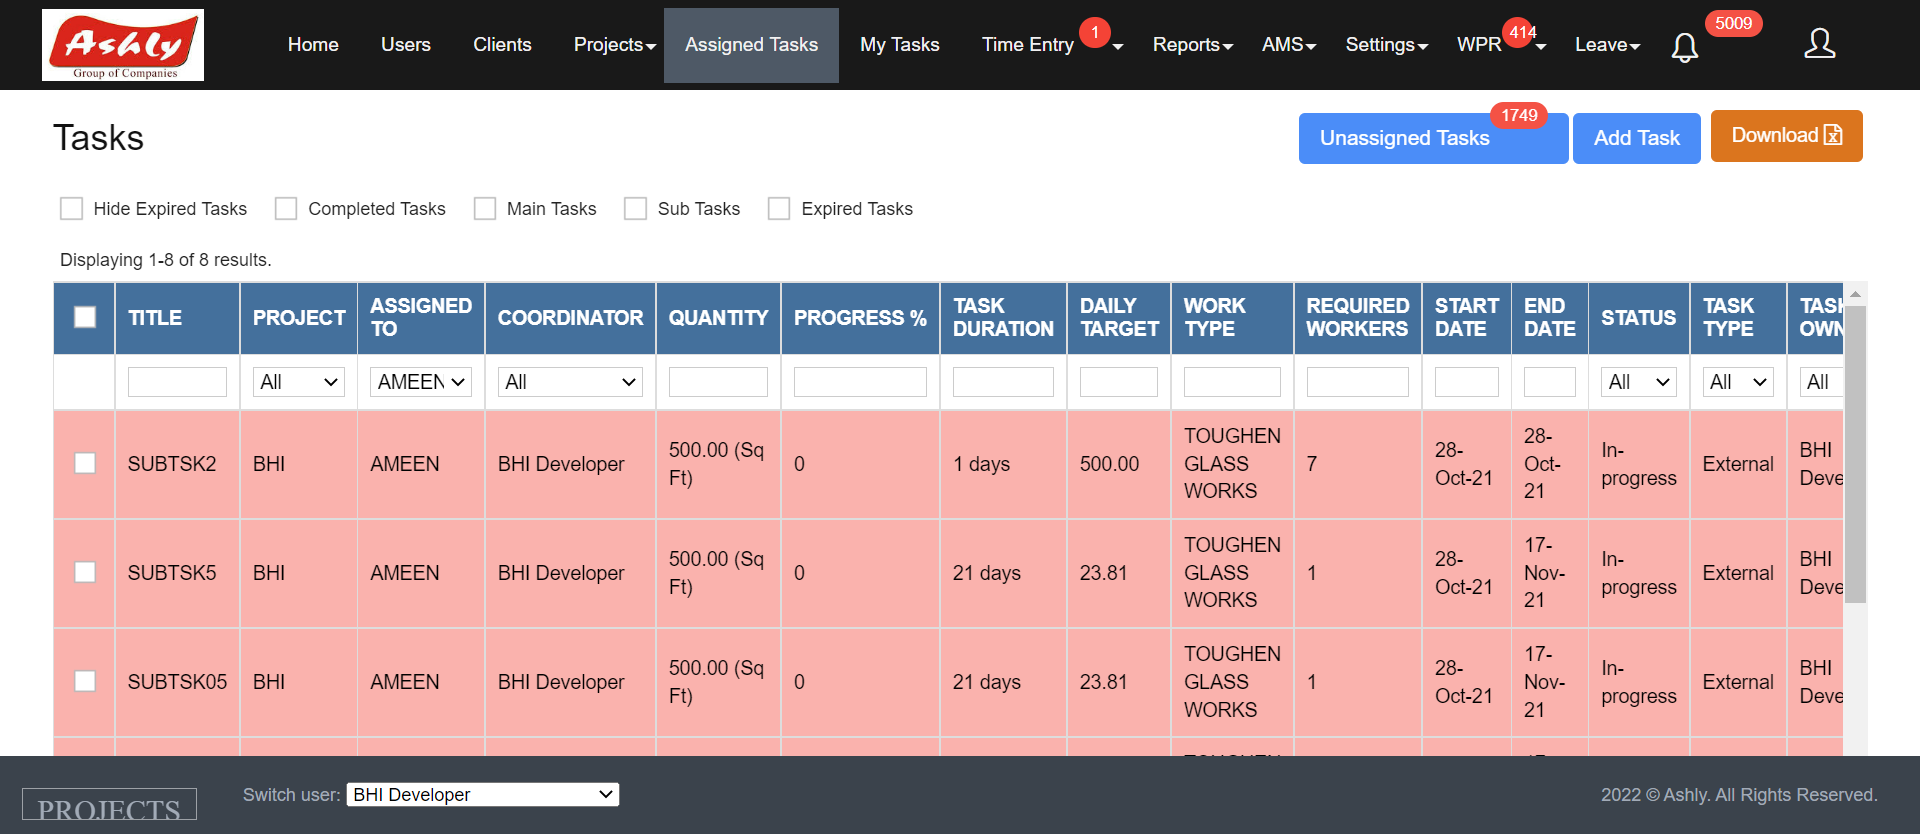 Ashly
Group of Companies
Home Users Clients Projects Assigned Tasks My Tasks Time Entry 1 Reports AMS Settings WPR 414 Leave 5009
Tasks
Unassigned Tasks 1749 Add Task Download
Hide Expired Tasks Completed Tasks Main Tasks Sub Tasks Expired Tasks
Displaying 1-8 of 8 results.
TITLE PROJECT ASSIGNED TO COORDINATOR QUANTITY PROGRESS % TASK DURATION DAILY TARGET WORK TYPE REQUIRED WORKERS START DATE END DATE STATUS TASK TYPE TASK OWN
All AMEEN All All All All
SUBTSK2 BHI AMEEN BHI Developer 500.00 (Sq Ft) 0 1 days 500.00 TOUGHEN GLASS WORKS 7 28-Oct-21 28-Oct-21 In-progress External BHI Deve
SUBTSK5 BHI AMEEN BHI Developer 500.00 (Sq Ft) 0 21 days 23.81 TOUGHEN GLASS WORKS 1 28-Oct-21 17-Nov-21 In-progress External BHI Deve
SUBTSK05 BHI AMEEN BHI Developer 500.00 (Sq Ft) 0 21 days 23.81 TOUGHEN GLASS WORKS 1 28-Oct-21 17-Nov-21 In-progress External BHI Deve
PROJECTS Switch user: BHI Developer 2022 © Ashly. All Rights Reserved.